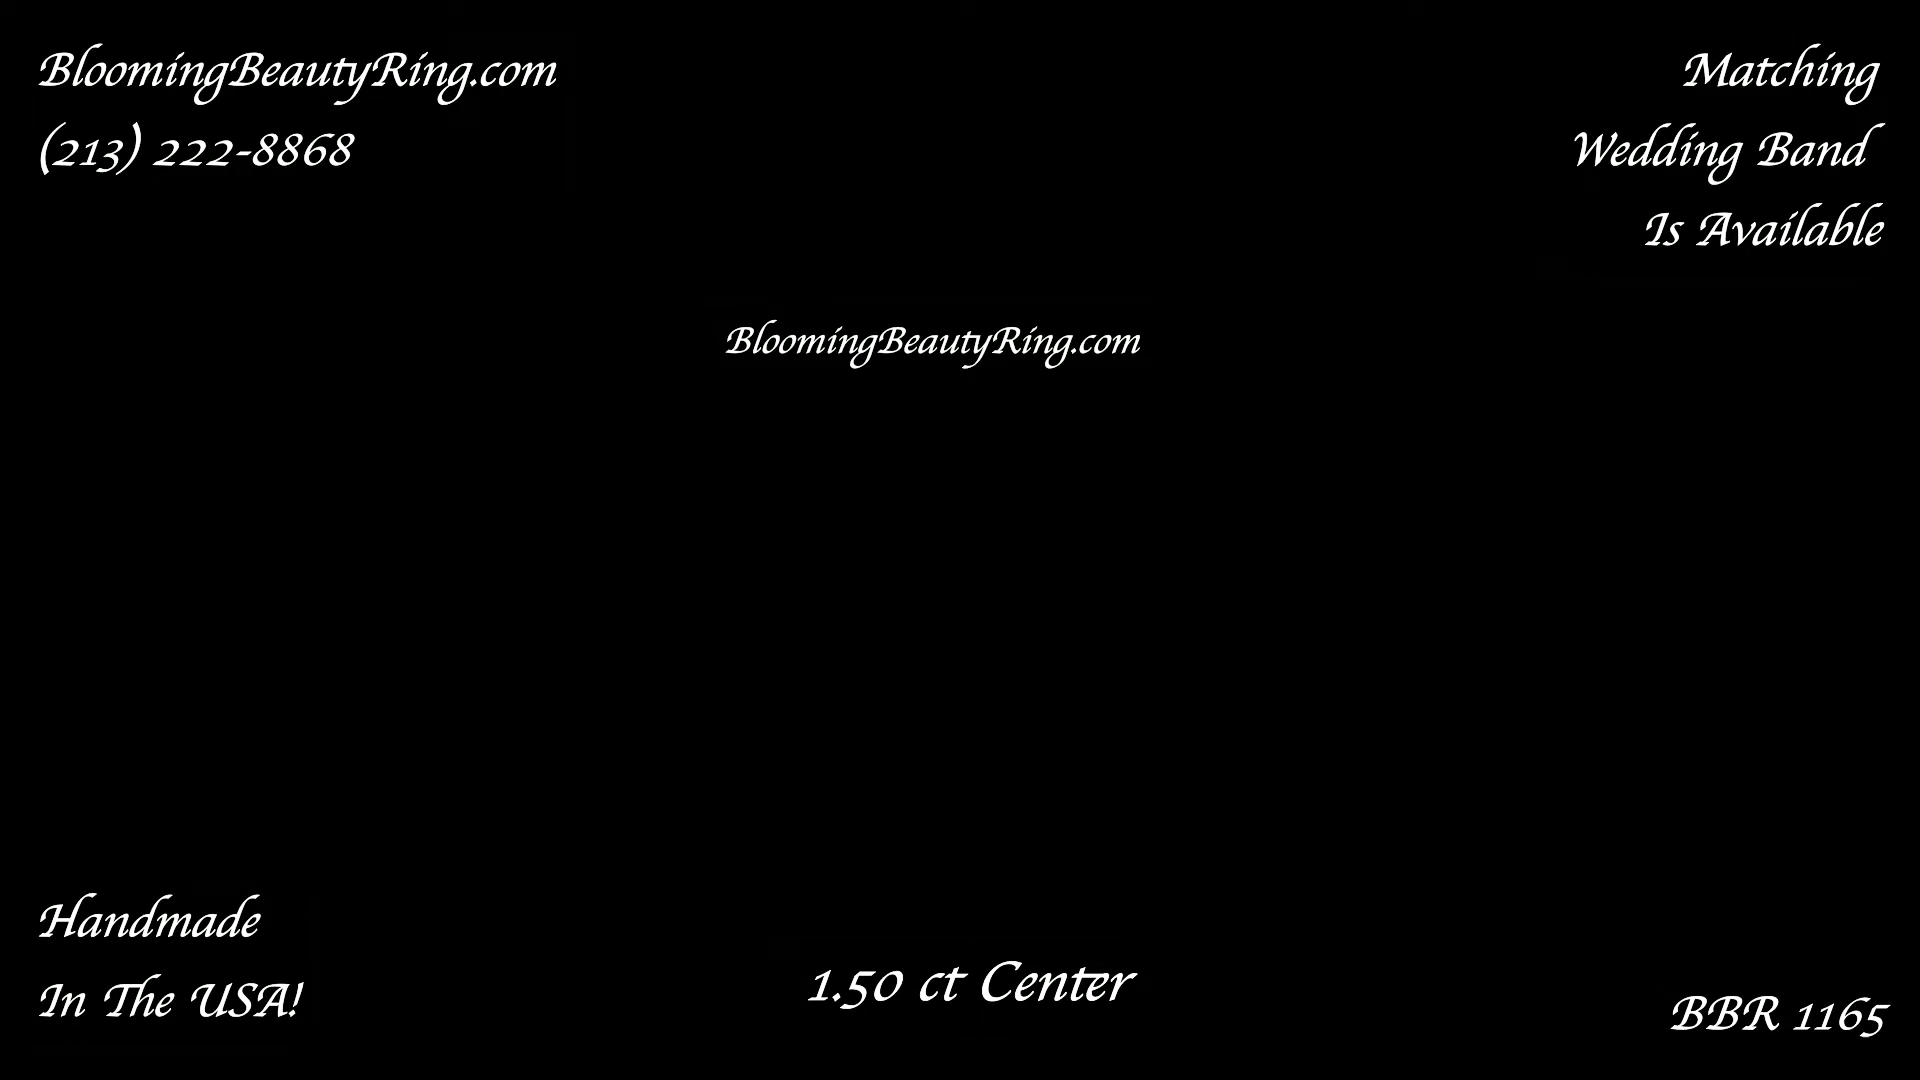 BloomingBeautyRing.com
(213) 222-8868
Matching
Wedding Band
Is Available
BloomingBeautyRing.com
Handmade
In The USA!
1.50 ct Center
BBR 1165